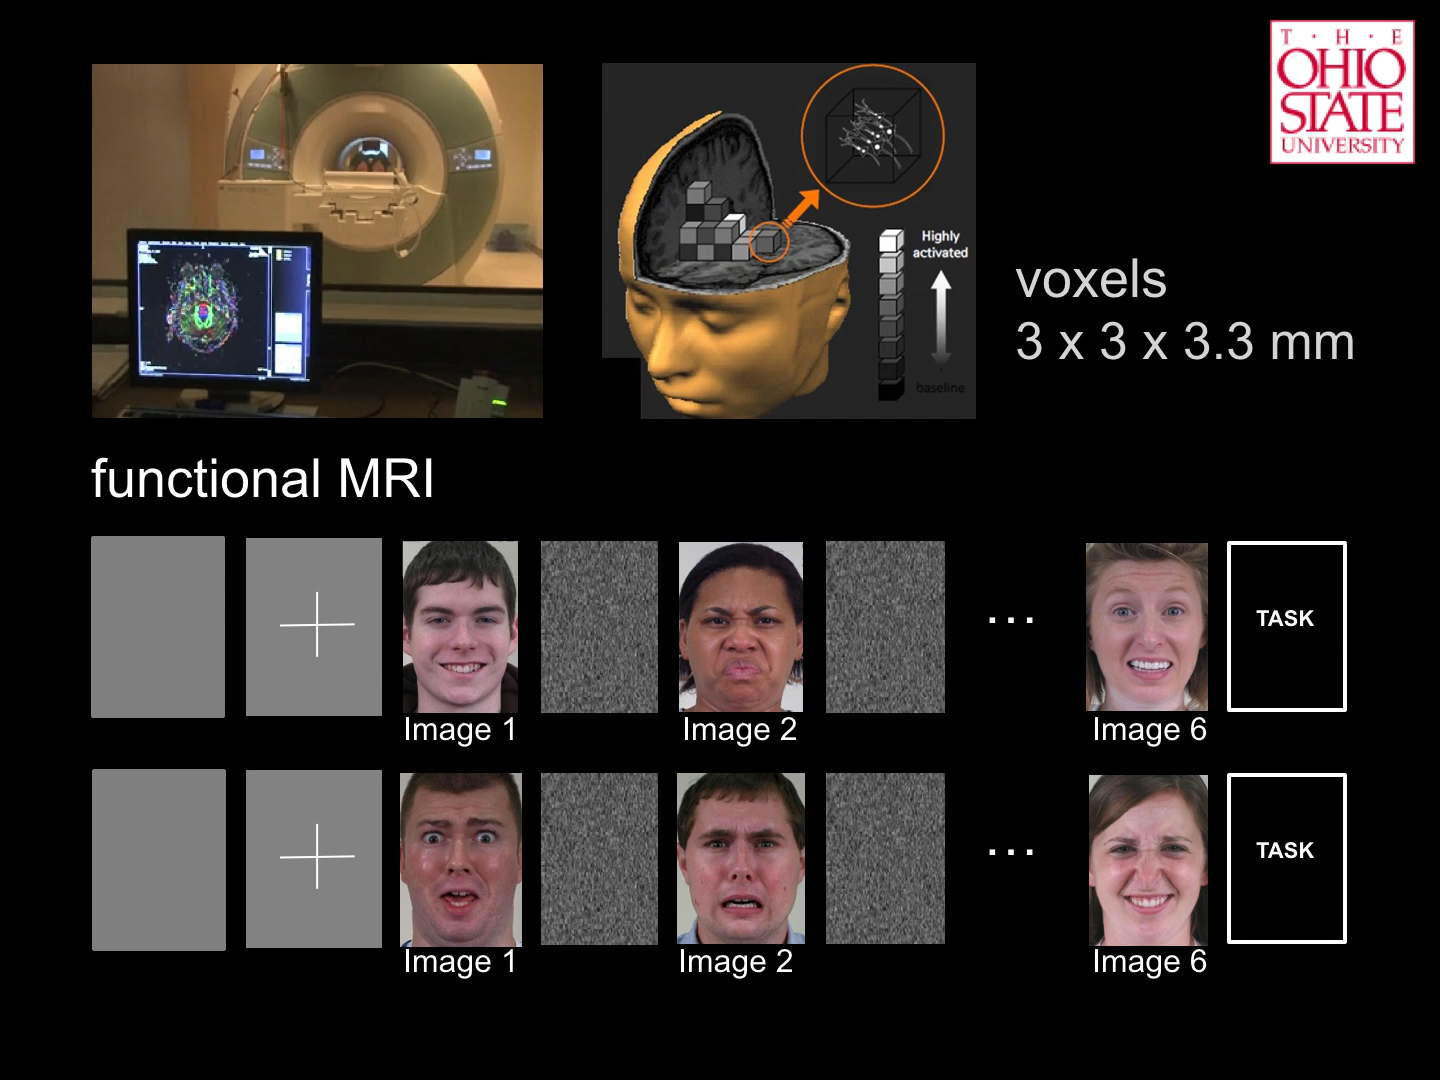 T · H · E
OHIO
STATE
UNIVERSITY
Highly
activated
baseline
voxels
3 x 3 x 3.3 mm
functional MRI
...
TASK
Image 1
Image 2
Image 6
...
TASK
Image 1
Image 2
Image 6